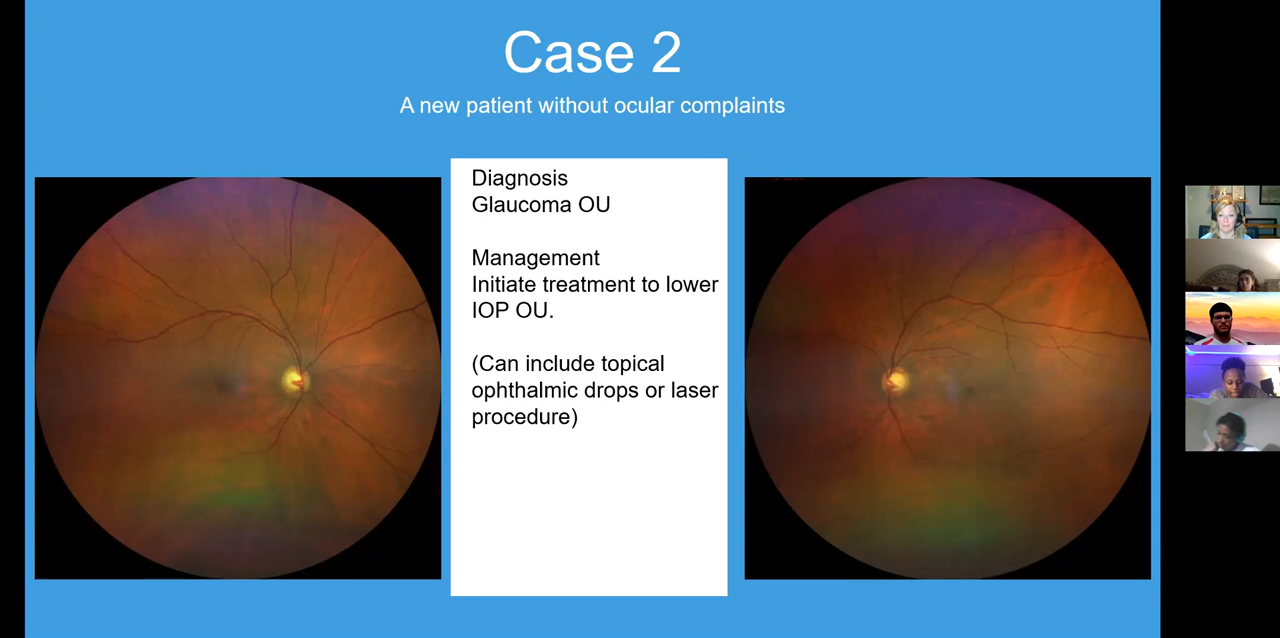 Case 2
A new patient without ocular complaints
Diagnosis
Glaucoma OU
Management
Initiate treatment to lower
IOP OU.
(Can include topical
ophthalmic drops or laser
procedure)